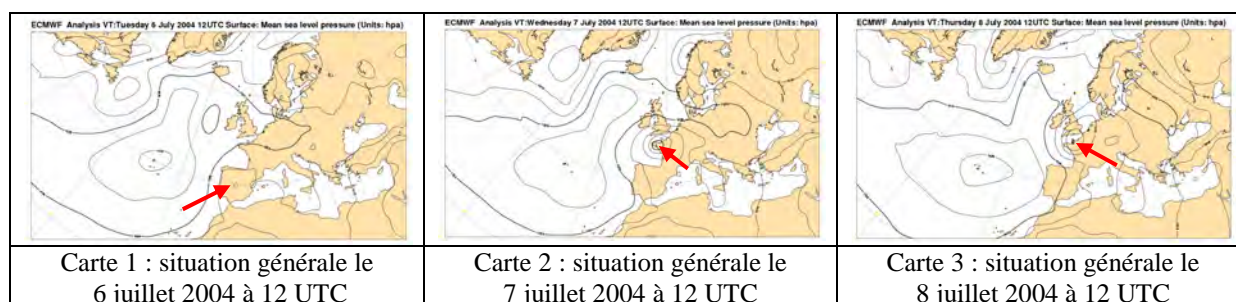 ECMWF Analysis VT:Tuesday 6 July 2004 12UTC Surface: Mean sea level pressure (Units: hpa)
ECMWF Analysis VT:Wednesday 7 July 2004 12UTC Surface: Mean sea level pressure (Units: hpa)
ECMWF Analysis VT:Thursday 8 July 2004 12UTC Surface: Mean sea level pressure (Units: hpa)
Carte 1 : situation générale le
6 juillet 2004 à 12 UTC
Carte 2 : situation générale le
7 juillet 2004 à 12 UTC
Carte 3 : situation générale le
8 juillet 2004 à 12 UTC